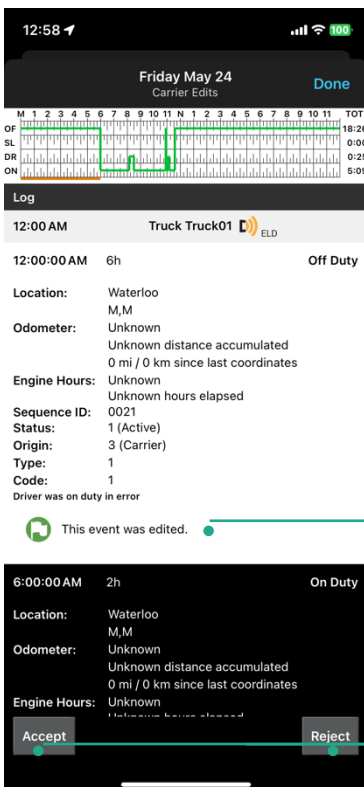 12:58
100
Friday May 24
Carrier Edits
Done
M 1 2 3 4 5 6 7 8 9 10 11 N 1 2 3 4 5 6 7 8 9 10 11 TOT
OF 18:26
SL 0:00
DR 0:25
ON 5:09
Log
12:00 AM Truck Truck01 ELD
12:00:00 AM 6h Off Duty
Location: Waterloo
M,M
Odometer: Unknown
Unknown distance accumulated
0 mi / 0 km since last coordinates
Engine Hours: Unknown
Unknown hours elapsed
Sequence ID: 0021
Status: 1 (Active)
Origin: 3 (Carrier)
Type: 1
Code: 1
Driver was on duty in error
This event was edited.
6:00:00 AM 2h On Duty
Location: Waterloo
M,M
Odometer: Unknown
Unknown distance accumulated
0 mi / 0 km since last coordinates
Engine Hours: Unknown
Unknown hours elapsed
Accept Reject